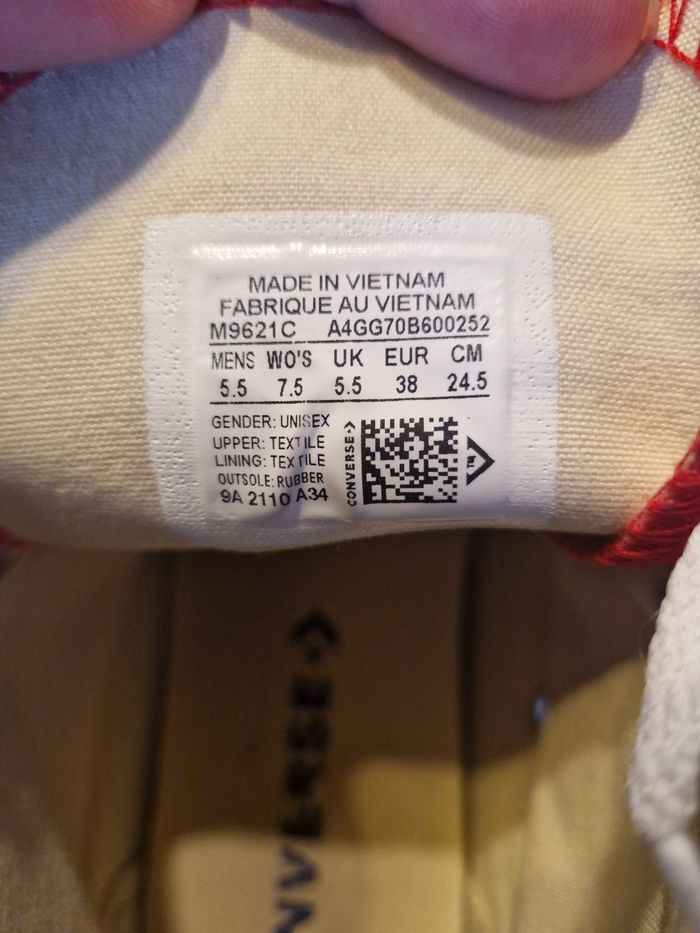 MADE IN VIETNAM
FABRIQUE AU VIETNAM
M9621C A4GG70B600252
MENS WO'S UK EUR CM
5.5 7.5 5.5 38 24.5
GENDER: UNISEX
UPPER: TEXTILE
LINING: TEXTILE
OUTSOLE: RUBBER
9A 2110 A34
CONVERSE
E
NVERSE